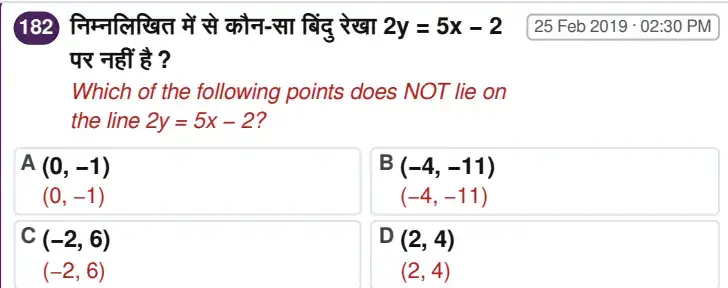 182 निम्नलिखित में से कौन-सा बिंदु रेखा 2y = 5x − 2 25 Feb 2019 · 02:30 PM
पर नहीं है ?
Which of the following points does NOT lie on
the line 2y = 5x − 2?
A (0, −1)
(0, −1)
B (−4, −11)
(−4, −11)
C (−2, 6)
(−2, 6)
D (2, 4)
(2, 4)